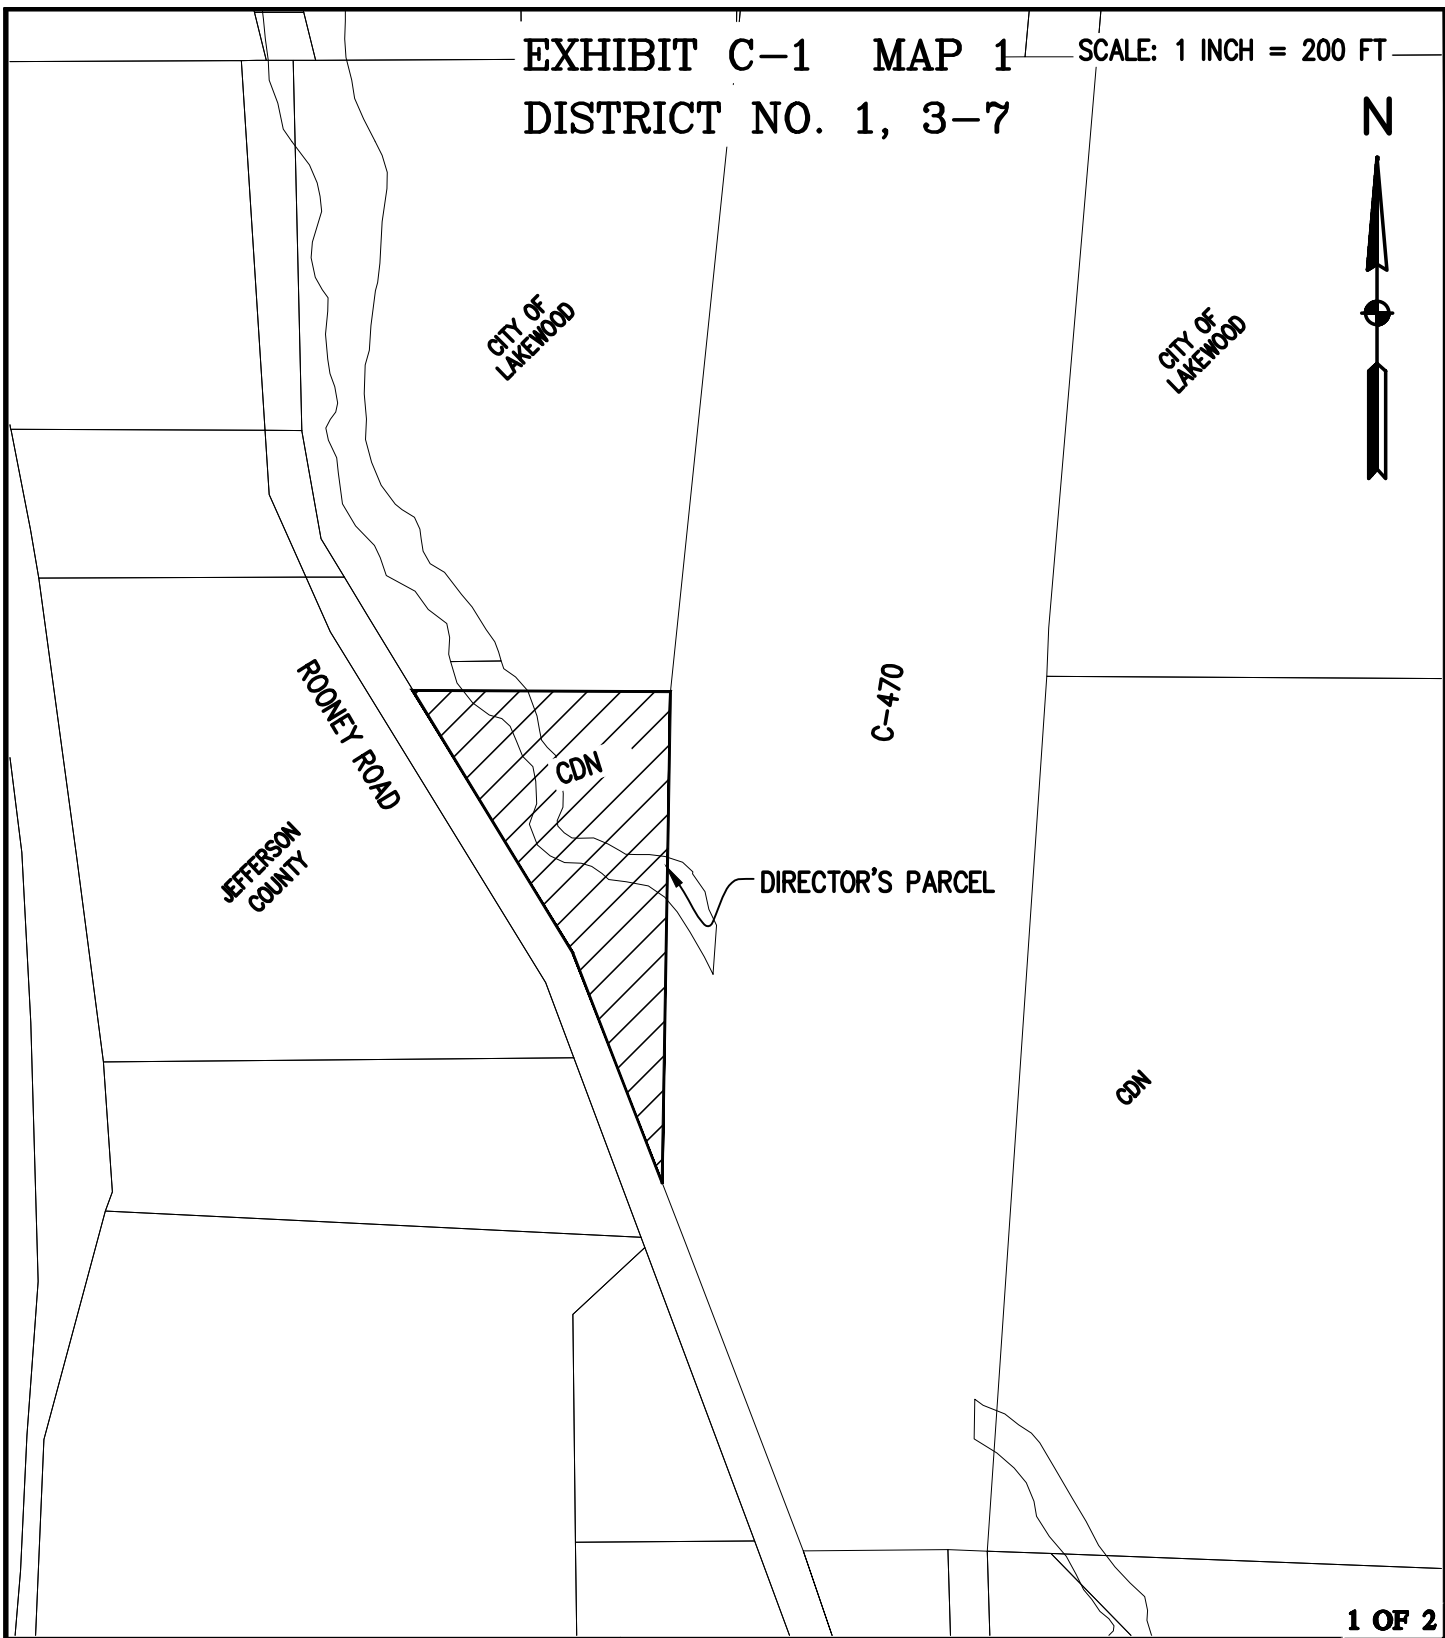 EXHIBIT C-1 MAP 1
SCALE: 1 INCH = 200 FT
DISTRICT NO. 1, 3-7
N
CITY OF
LAKEWOOD
CITY OF
LAKEWOOD
ROONEY ROAD
C-470
CDN
JEFFERSON
COUNTY
DIRECTOR'S PARCEL
CDN
1 OF 2